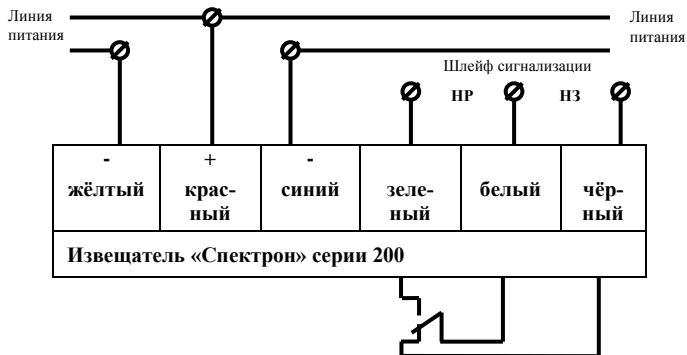 Линия
питания
Линия
питания
Шлейф сигнализации
НР
НЗ
-
жёлтый
+
крас-
ный
-
синий
зеле-
ный
белый
чёр-
ный
Извещатель «Спектрон» серии 200